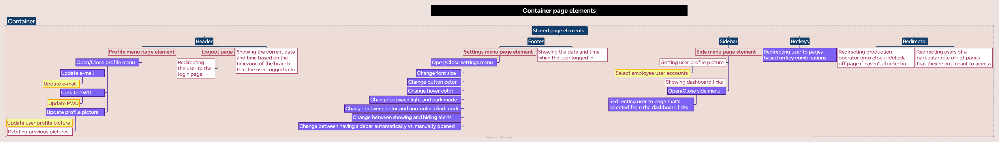 Container page elements
Container
Shared page elements
Header
Profile menu page element
Open/Close profile menu
Update e-mail
Update e-mail
Update PWD
Update PWD
Update profile picture
Update user profile picture
Deleting previous pictures
Logout page
Redirecting
the user to the
login page
Showing the current date
and time based on the
timezone of the branch
that the user logged in to
Footer
Settings menu page element
Open/Close settings menu
Change font size
Change button color
Change hover color
Change between light and dark mode
Change between color and non-color blind mode
Change between showing and hiding alerts
Change between having sidebar automatically vs. manually opened
Showing the date and time
when the user logged in
Sidebar
Side menu page element
Getting user profile picture
Select employee user accounts
Showing dashboard links
Open/Close side menu
Redirecting user to page that's
selected from the dashboard links
Hotkeys
Redirecting user to pages
based on key combinations
Redirector
Redirecting production
operator onto clock in/clock
off page if haven't clocked in
Redirecting users of a
particular role off of pages
that they're not meant to access
Presented with xmind